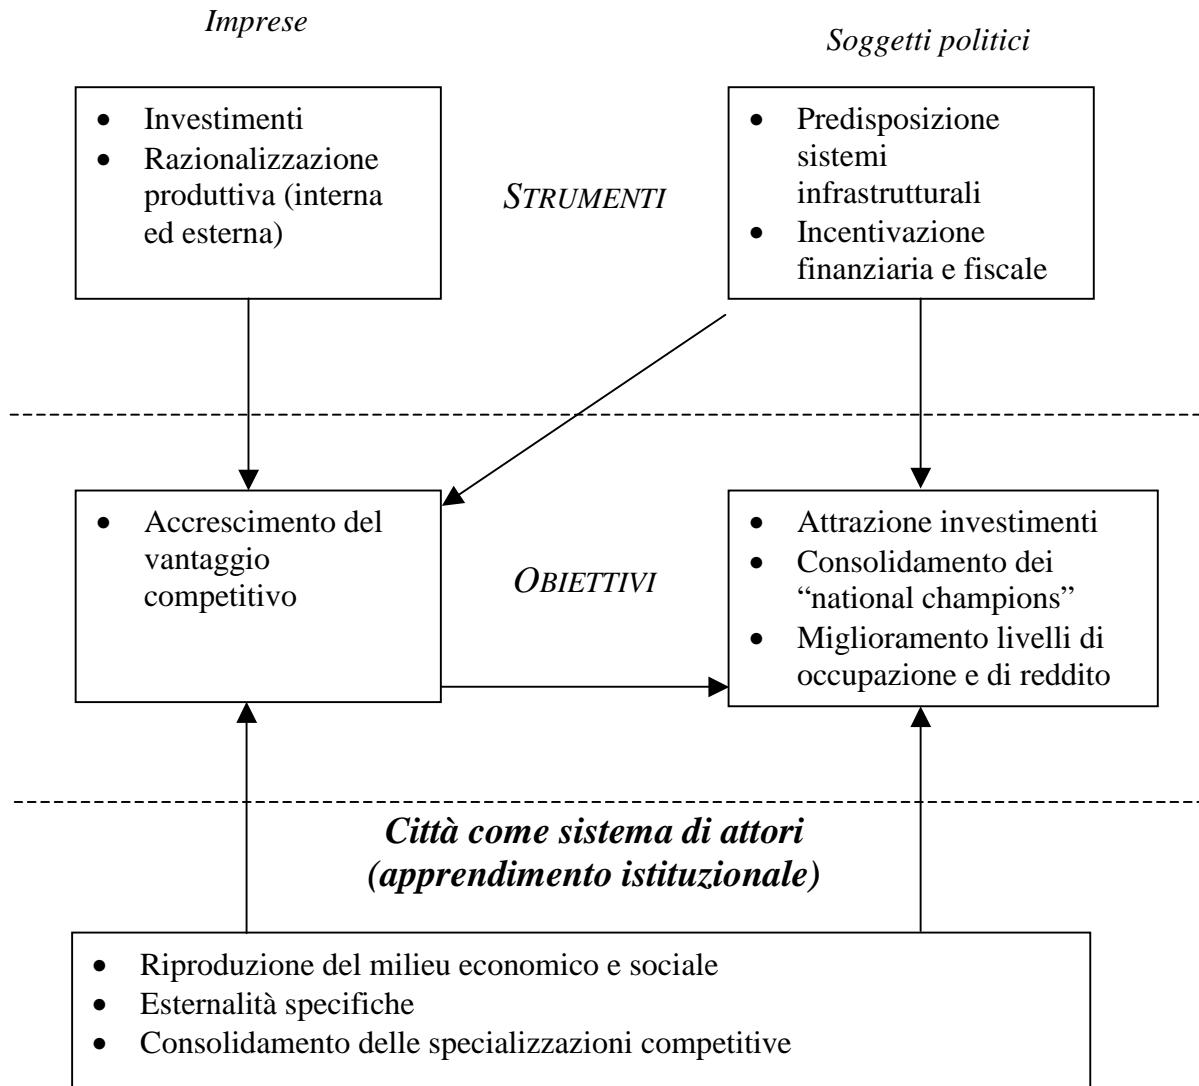 Imprese
Soggetti politici
• Investimenti
• Razionalizzazione
produttiva (interna
ed esterna)
STRUMENTI
• Predisposizione
sistemi
infrastrutturali
• Incentivazione
finanziaria e fiscale
• Accrescimento del
vantaggio
competitivo
OBIETTIVI
• Attrazione investimenti
• Consolidamento dei
“national champions”
• Miglioramento livelli di
occupazione e di reddito
Città come sistema di attori
(apprendimento istituzionale)
• Riproduzione del milieu economico e sociale
• Esternalità specifiche
• Consolidamento delle specializzazioni competitive